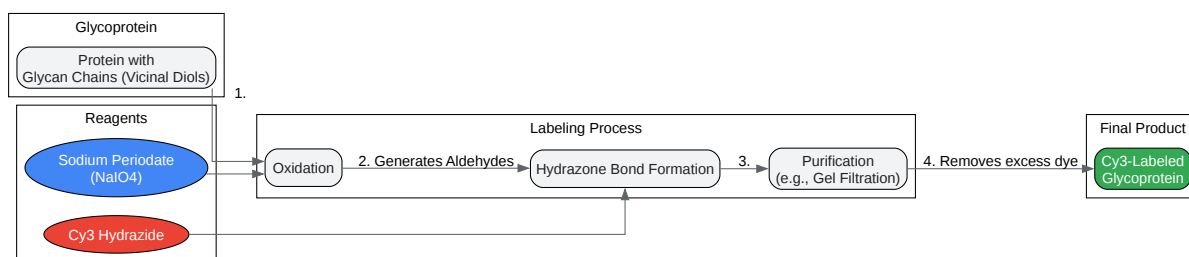 Glycoprotein
Protein with
Glycan Chains (Vicinal Diols)
1.
Reagents
Sodium Periodate
(NaIO4)
Cy3 Hydrazide
Labeling Process
Oxidation
2. Generates Aldehydes
Hydrazone Bond Formation
3.
Purification
(e.g., Gel Filtration)
4. Removes excess dye
Final Product
Cy3-Labeled
Glycoprotein